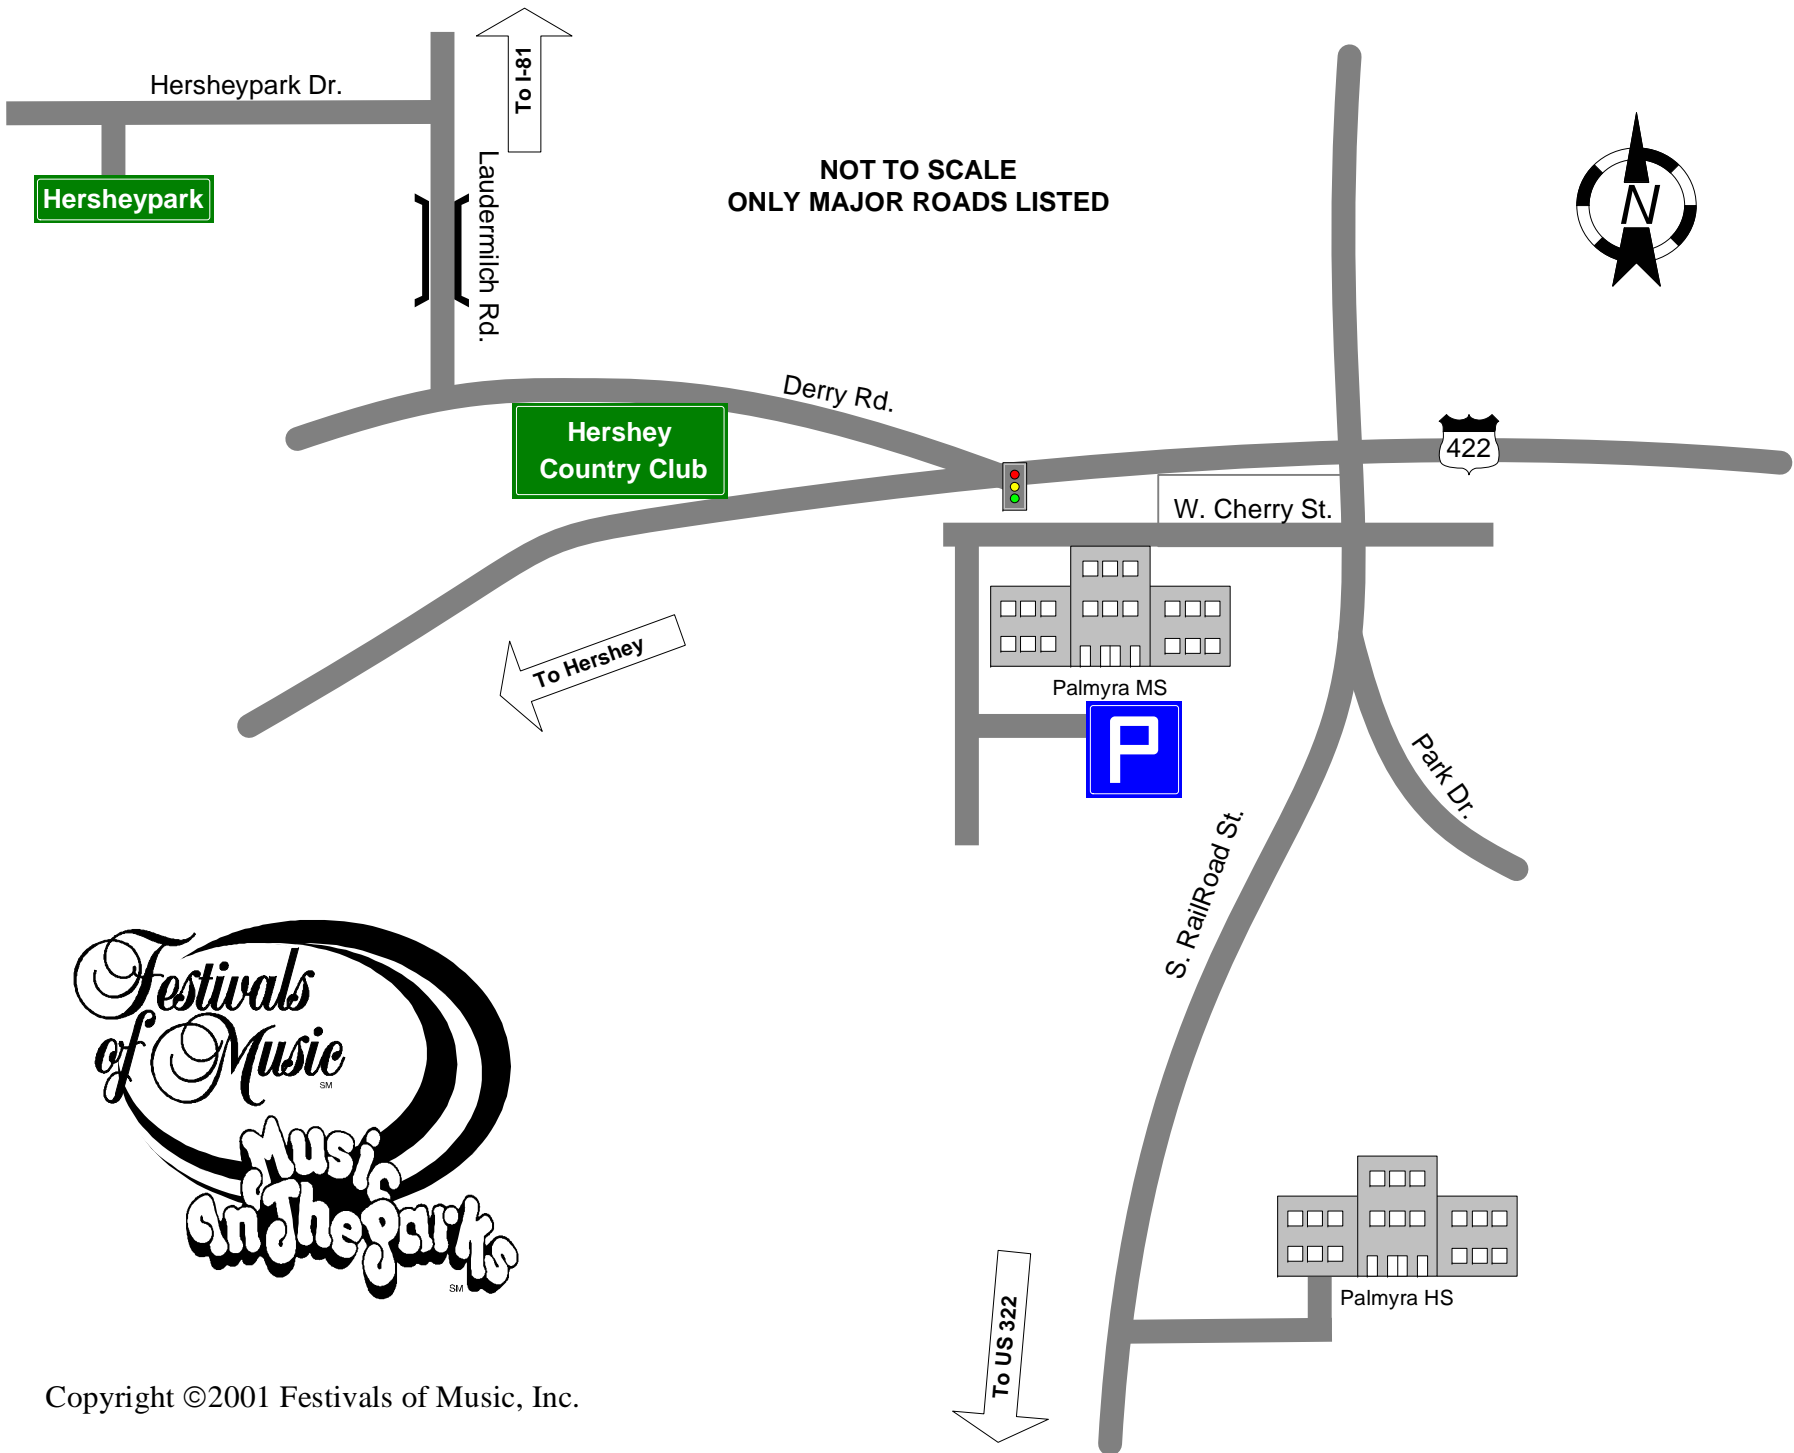 Hersheypark Dr.
To I-81
Hersheypark
Laudermilch Rd.
NOT TO SCALE
ONLY MAJOR ROADS LISTED
N
Derry Rd.
Hershey
Country Club
422
W. Cherry St.
To Hershey
Palmyra MS
P
Park Dr.
S. RailRoad St.
Festivals
of Music
SM
Music
In The Parks
SM
To US 322
Palmyra HS
Copyright ©2001 Festivals of Music, Inc.